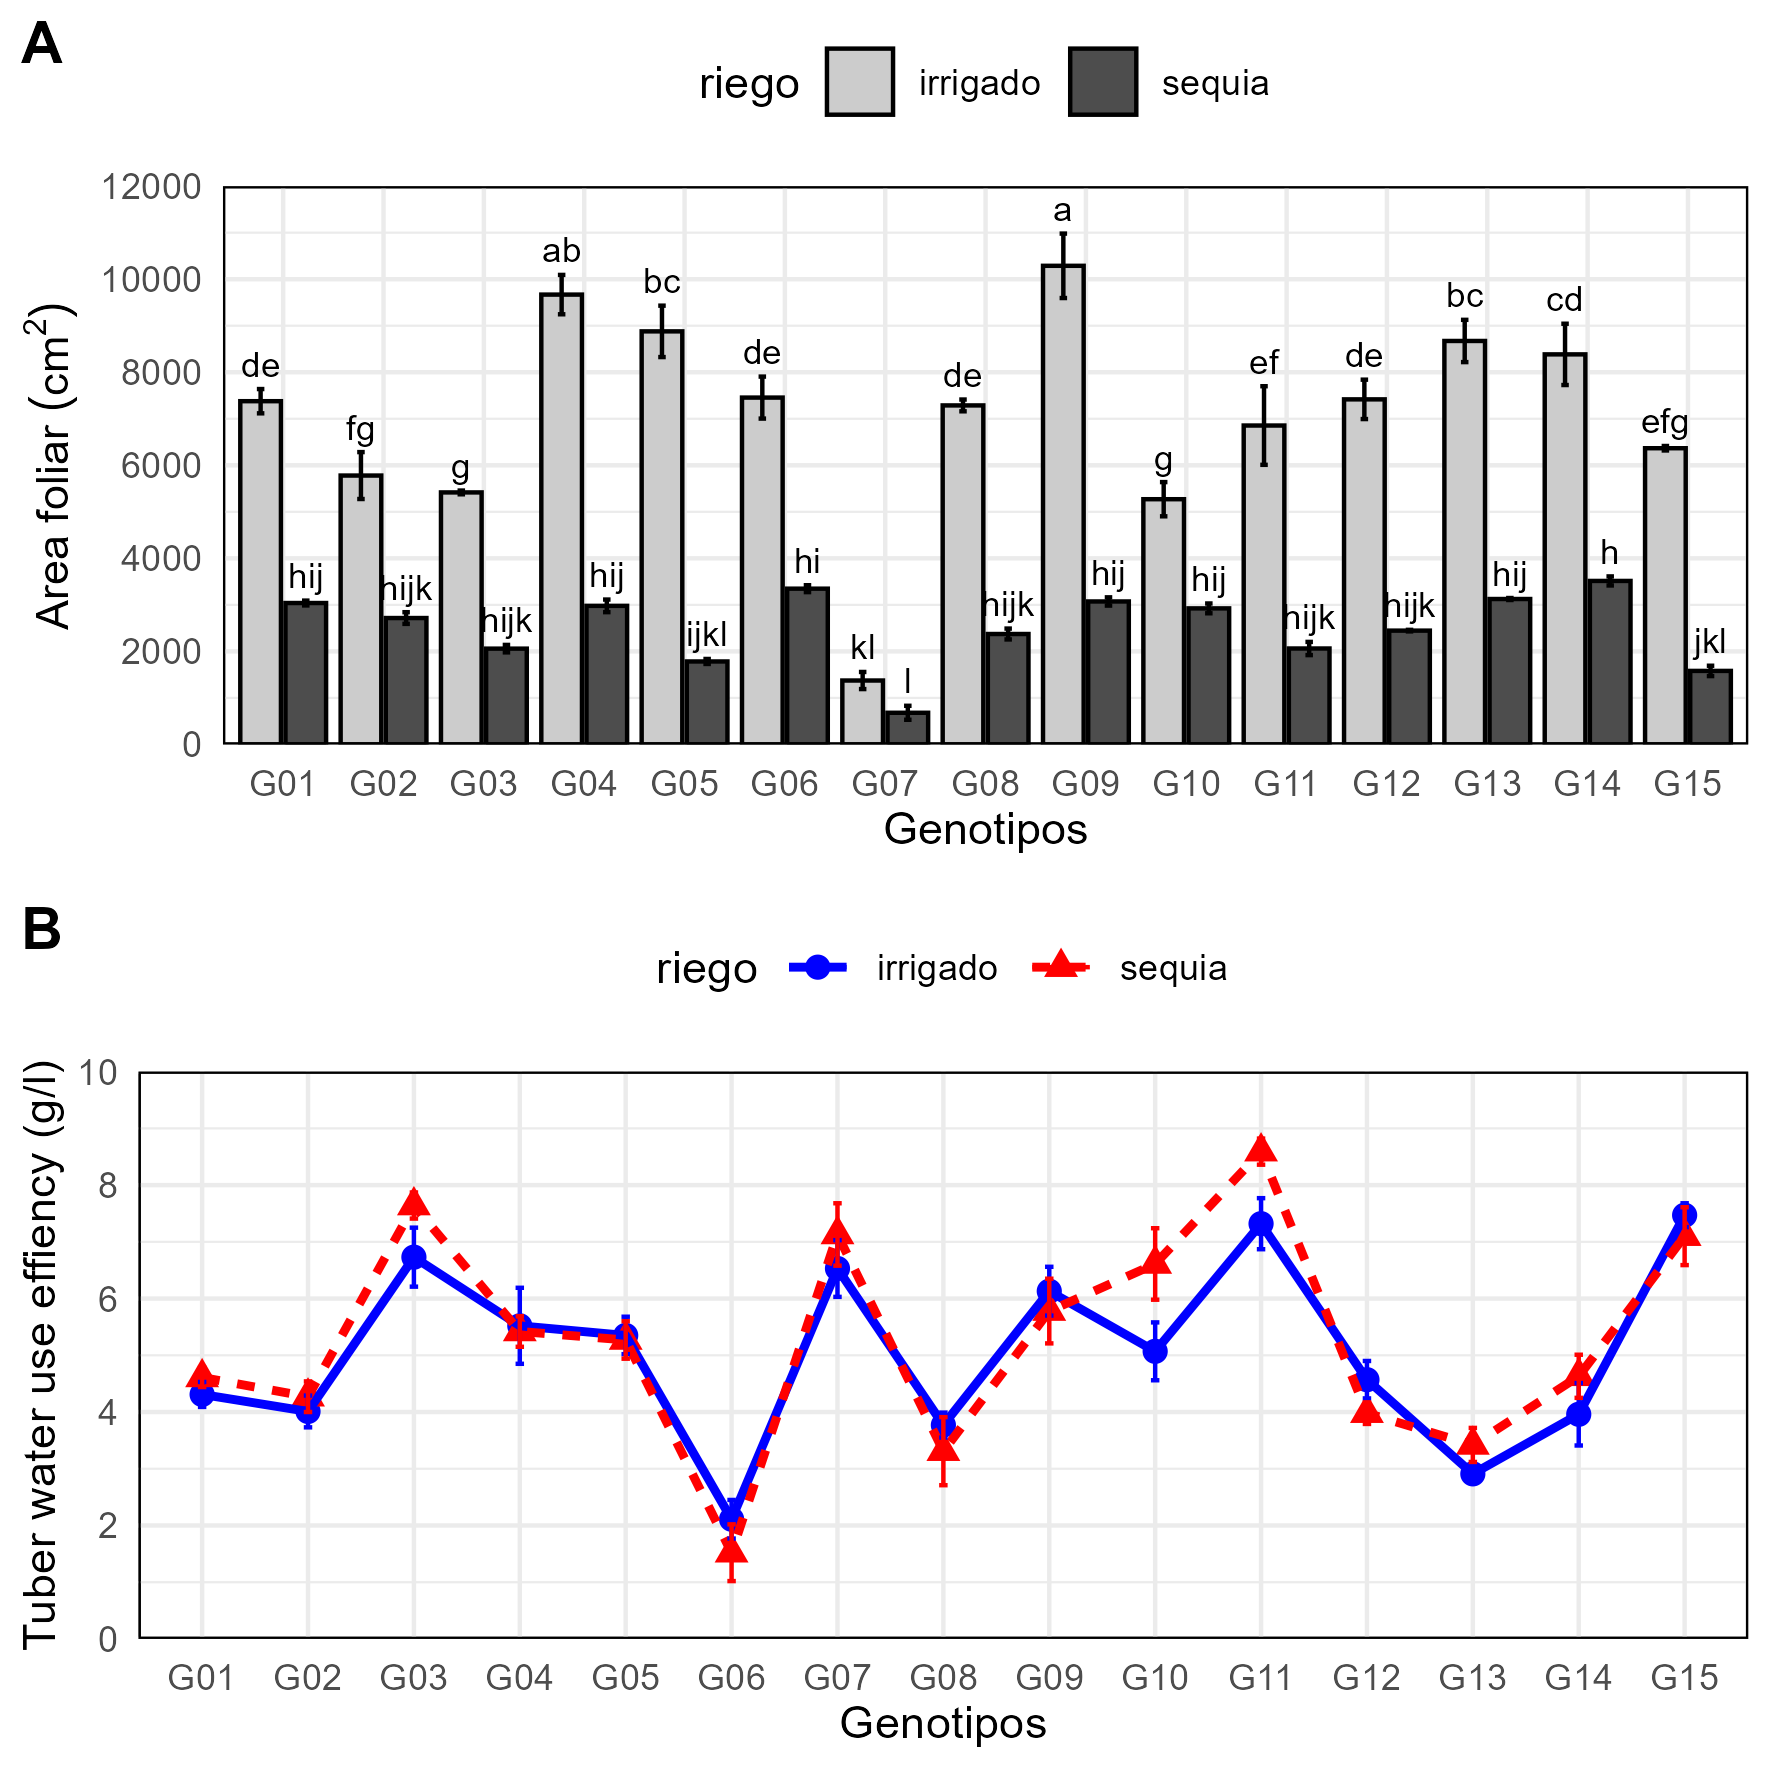 A
riego irrigado sequia
Area foliar (cm²)
12000
10000
8000
6000
4000
2000
0
de hij fg hijk g hijk ab hij bc ijkl de hi kl l de hijk a hij g hij ef hijk de hijk bc hij cd h efg jkl
G01 G02 G03 G04 G05 G06 G07 G08 G09 G10 G11 G12 G13 G14 G15
Genotipos
B
riego irrigado sequia
Tuber water use effiency (g/l)
10
8
6
4
2
0
G01 G02 G03 G04 G05 G06 G07 G08 G09 G10 G11 G12 G13 G14 G15
Genotipos